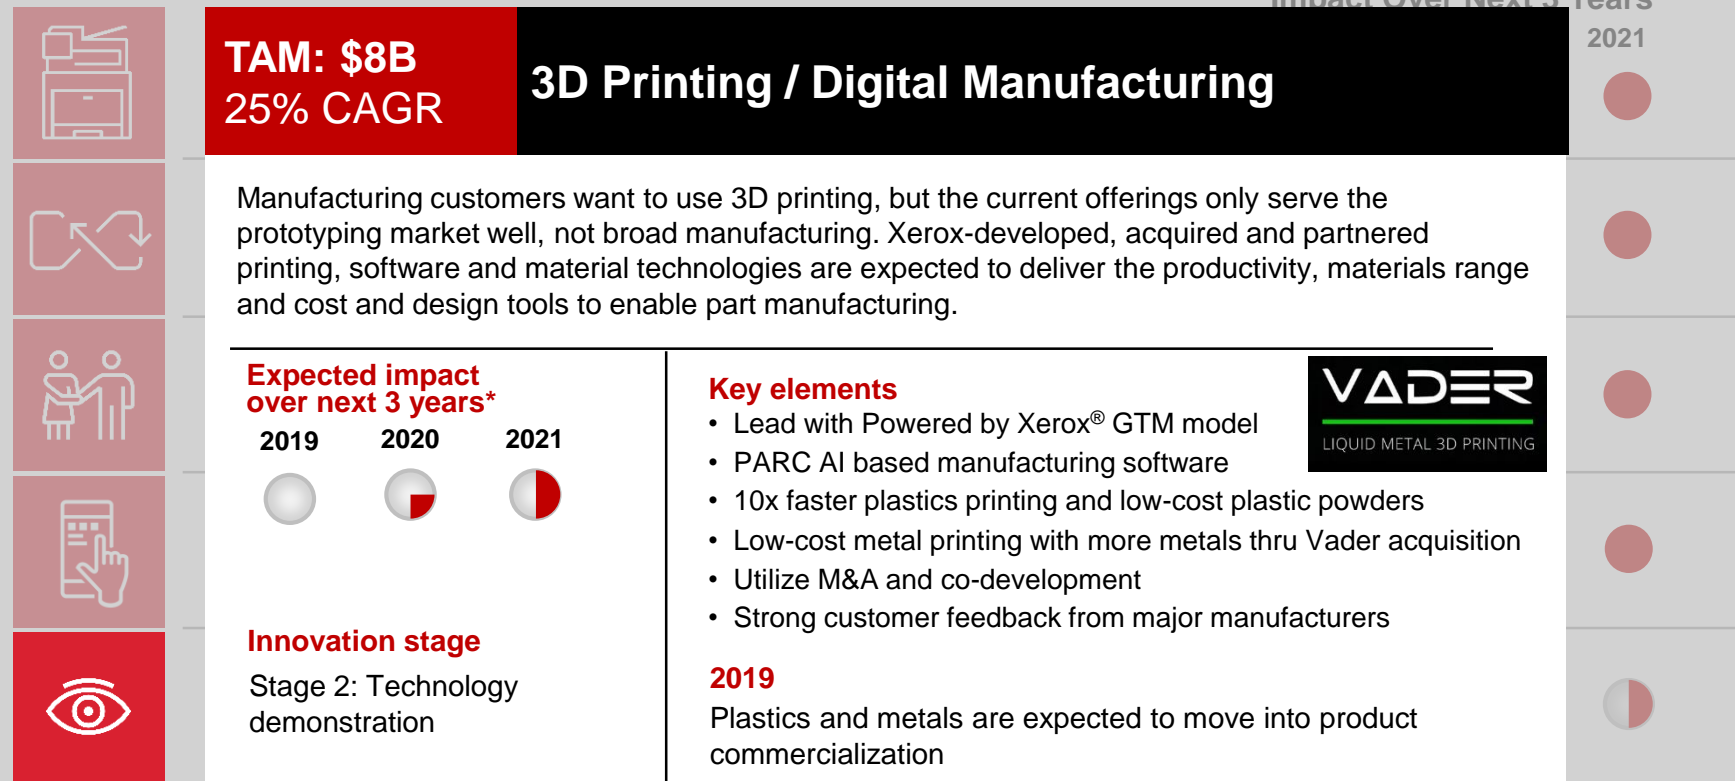 Impact Over Next 3 Years
2021
TAM: $8B
25% CAGR
3D Printing / Digital Manufacturing
Manufacturing customers want to use 3D printing, but the current offerings only serve the
prototyping market well, not broad manufacturing. Xerox-developed, acquired and partnered
printing, software and material technologies are expected to deliver the productivity, materials range
and cost and design tools to enable part manufacturing.
Expected impact
over next 3 years*
2019 2020 2021
Innovation stage
Stage 2: Technology
demonstration
Key elements
• Lead with Powered by Xerox® GTM model
• PARC AI based manufacturing software
• 10x faster plastics printing and low-cost plastic powders
• Low-cost metal printing with more metals thru Vader acquisition
• Utilize M&A and co-development
• Strong customer feedback from major manufacturers
VADER
LIQUID METAL 3D PRINTING
2019
Plastics and metals are expected to move into product
commercialization